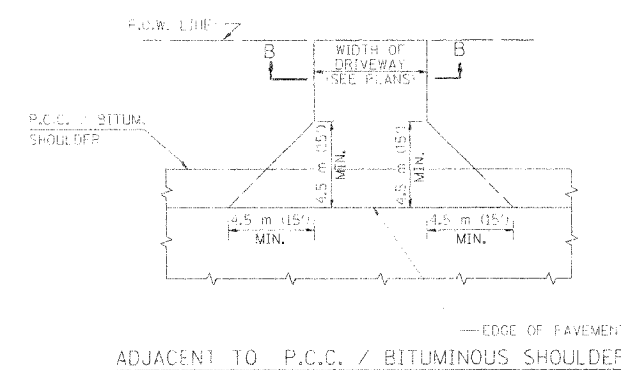 R.O.W. LINE
B
WIDTH OF
DRIVEWAY
(SEE PLANS)
B
P.C.C. / BITUM.
SHOULDER
4.5 m (15')
MIN.
4.5 m (15')
MIN.
4.5 m (15')
MIN.
4.5 m (15')
MIN.
EDGE OF PAVEMENT
ADJACENT TO P.C.C. / BITUMINOUS SHOULDER